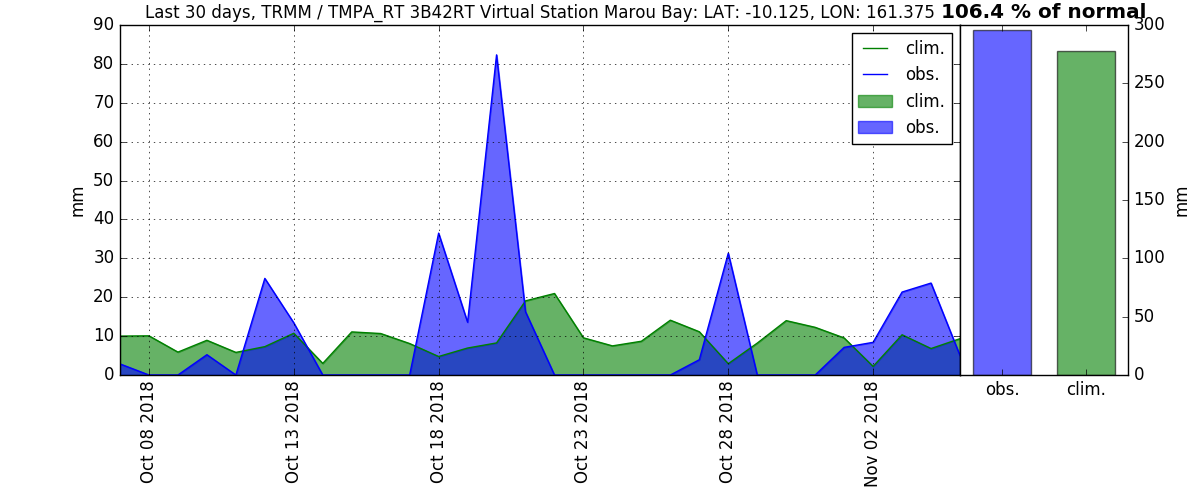 Last 30 days, TRMM / TMPA_RT 3B42RT Virtual Station Marou Bay: LAT: -10.125, LON: 161.375 106.4 % of normal
90
80
70
60
50
40
30
20
10
0
mm
Oct 08 2018
Oct 13 2018
Oct 18 2018
Oct 23 2018
Oct 28 2018
Nov 02 2018
clim.
obs.
clim.
obs.
300
250
200
150
100
50
0
mm
obs. clim.